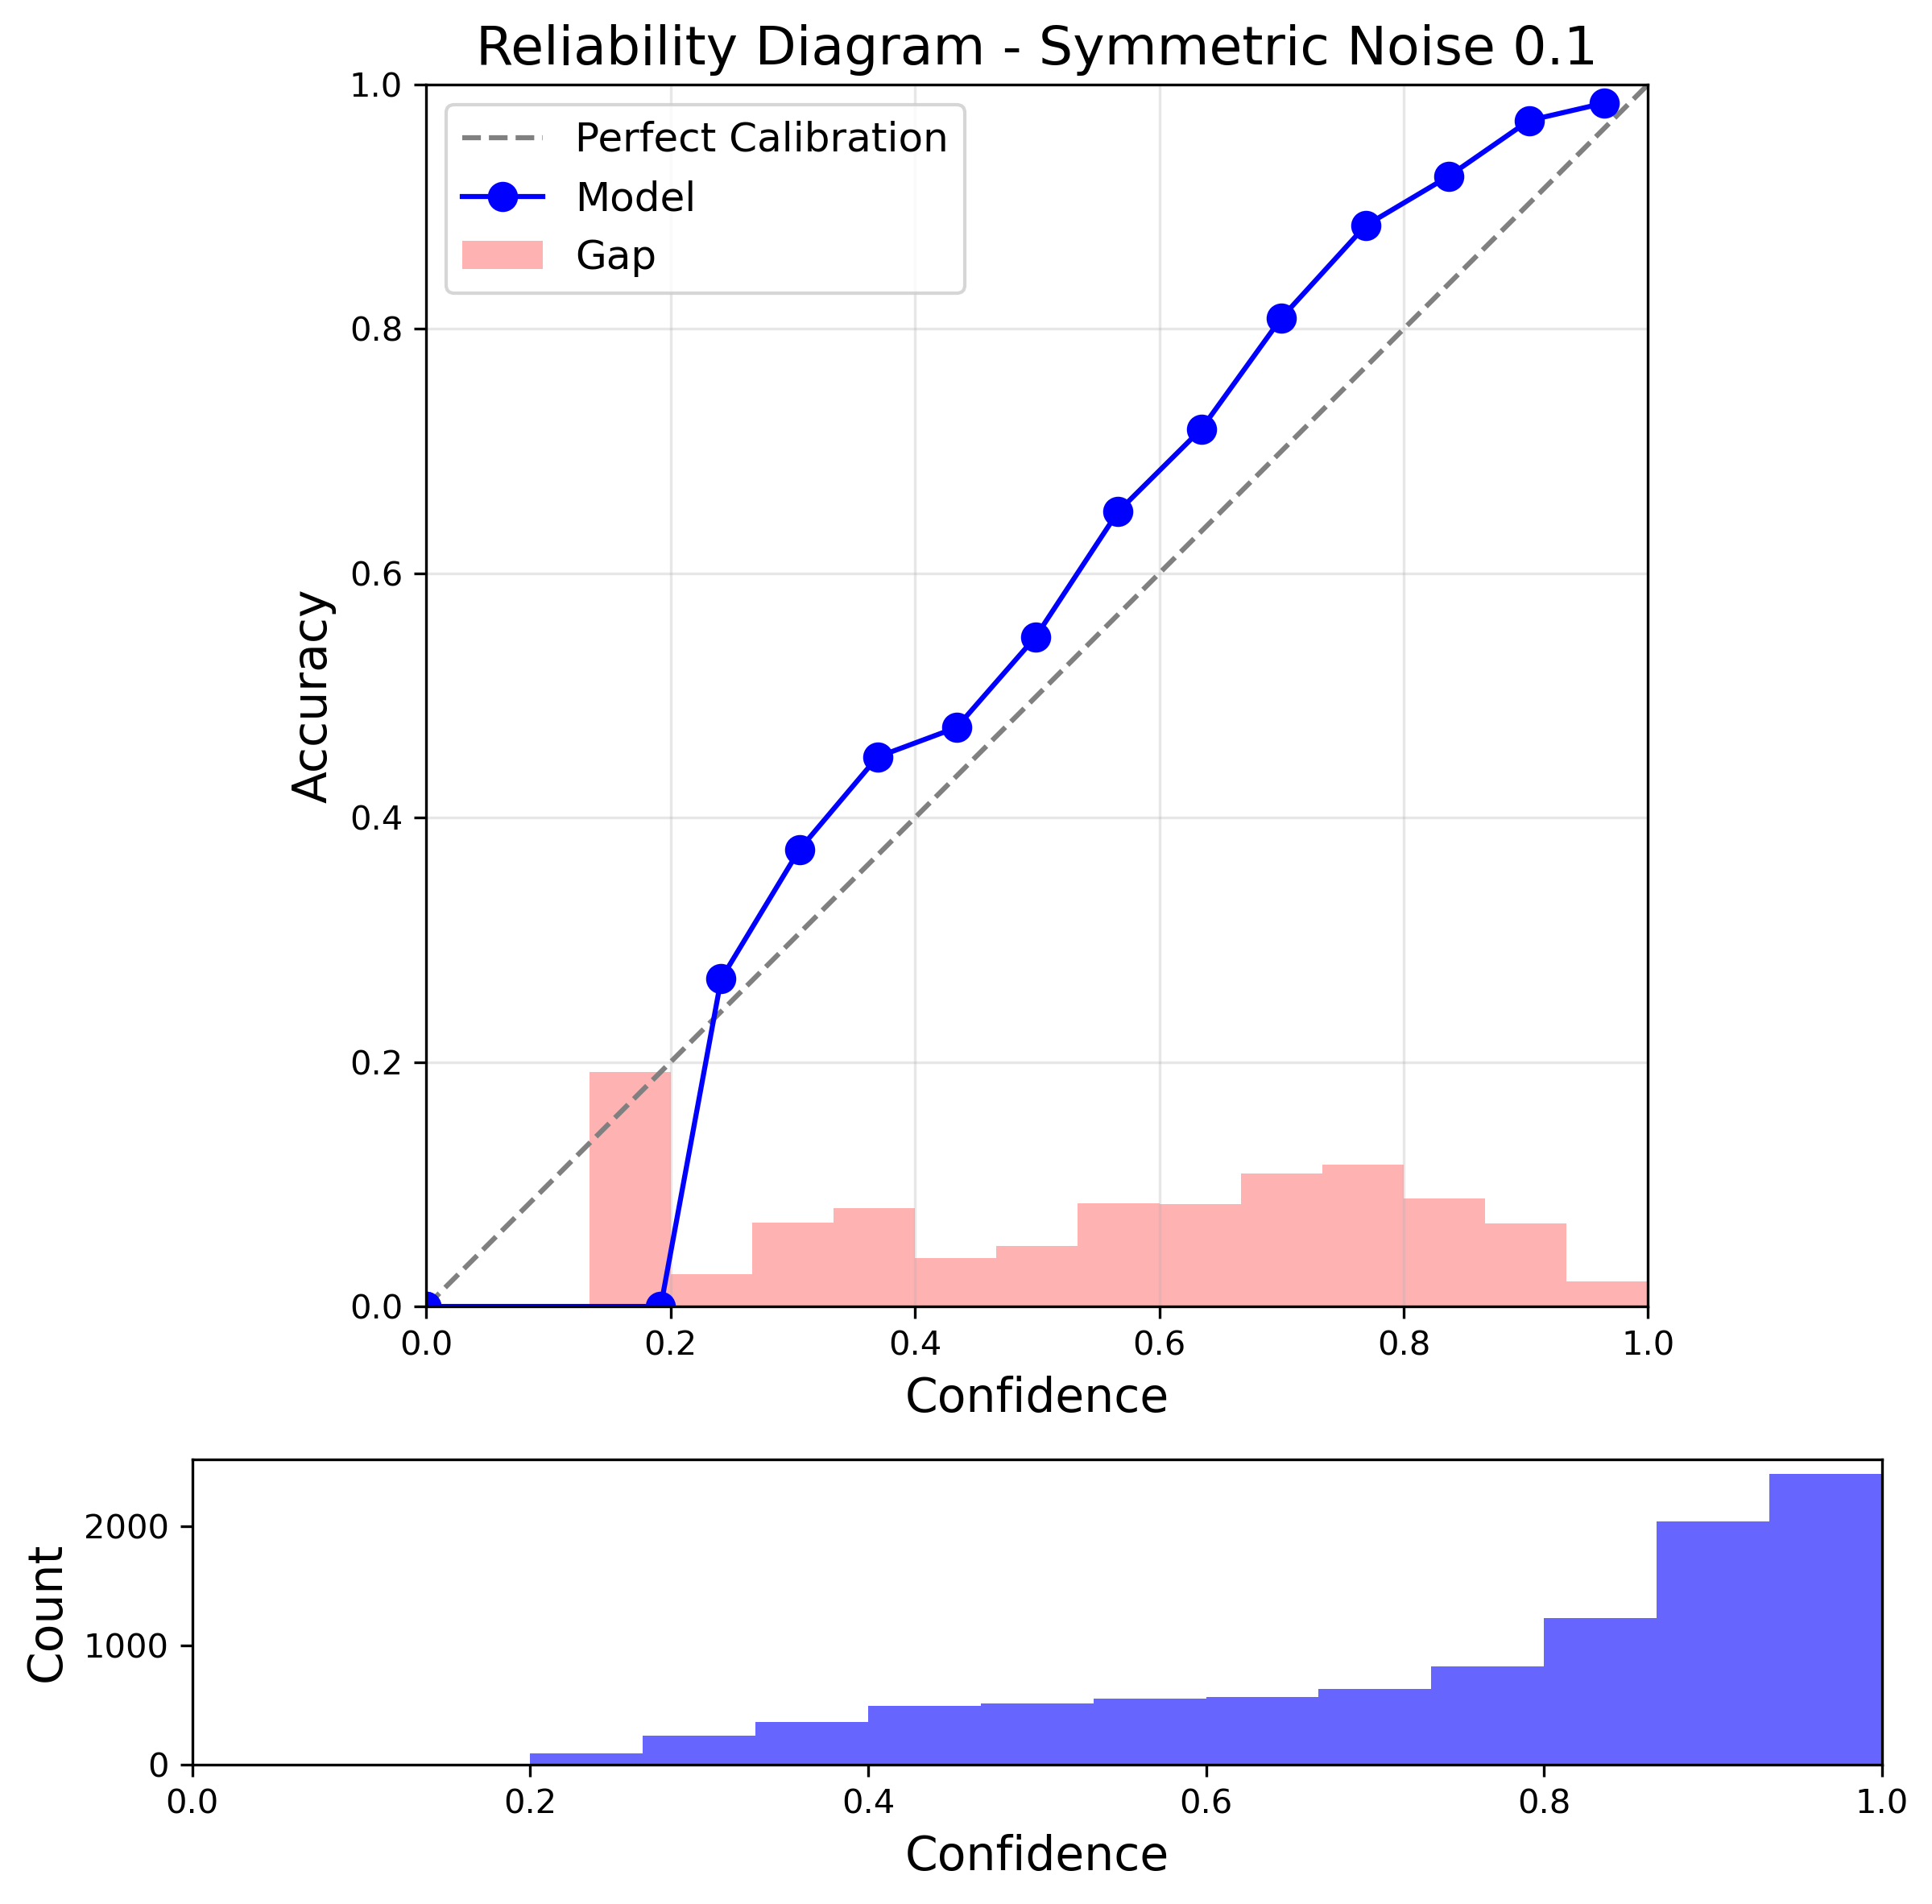 Reliability Diagram - Symmetric Noise 0.1
Perfect Calibration
Model
Gap
Accuracy
1.0
0.8
0.6
0.4
0.2
0.0
0.0 0.2 0.4 0.6 0.8 1.0
Confidence
Count
2000
1000
0
0.0 0.2 0.4 0.6 0.8 1.0
Confidence